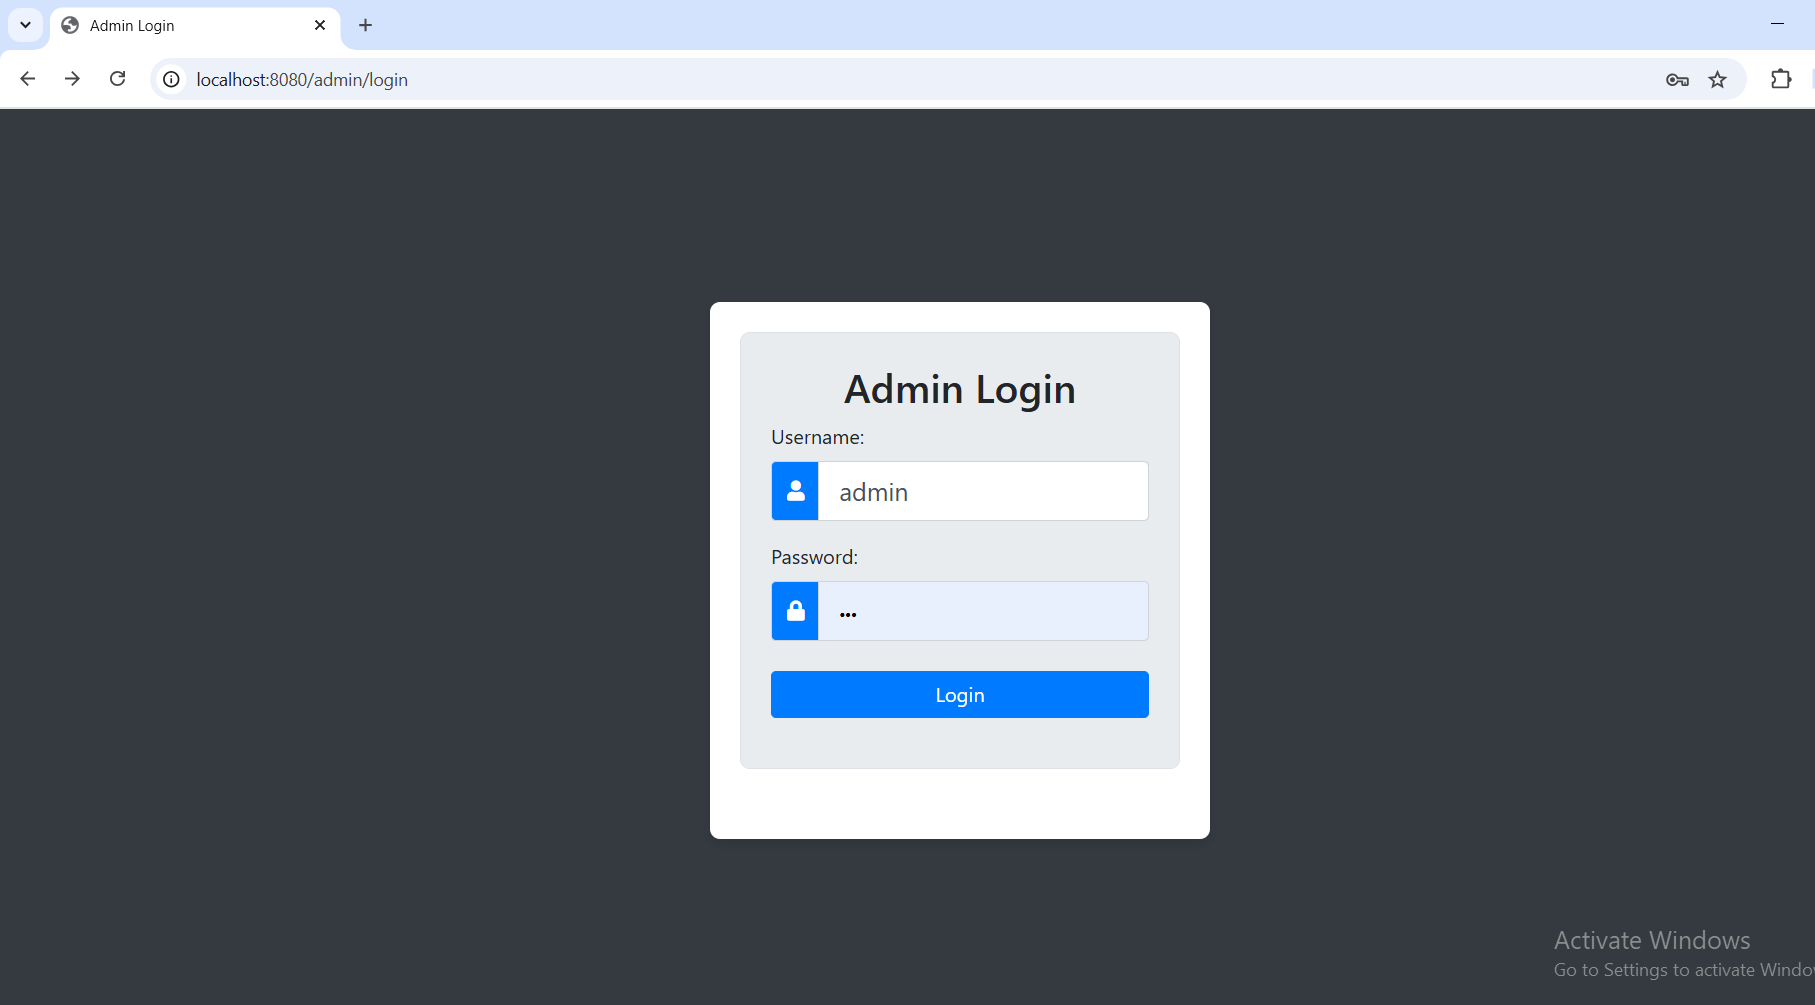 Admin Login
localhost:8080/admin/login
Admin Login
Username:
admin
Password:
•••
Login
Activate Windows
Go to Settings to activate Windo